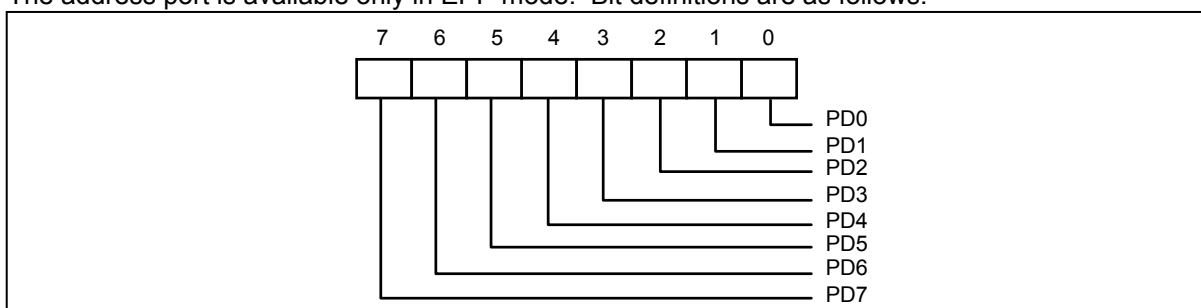 The address port is available only in EPP mode. Bit definitions are as follows:
7 6 5 4 3 2 1 0
PD0
PD1
PD2
PD3
PD4
PD5
PD6
PD7